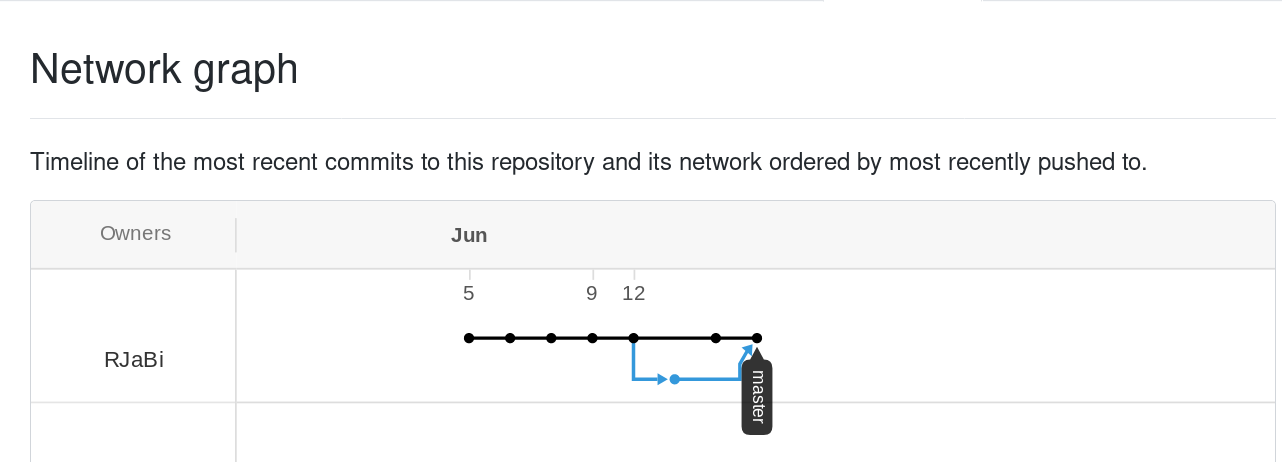 Network graph
Timeline of the most recent commits to this repository and its network ordered by most recently pushed to.
Owners Jun
5 9 12
RJaBi
master